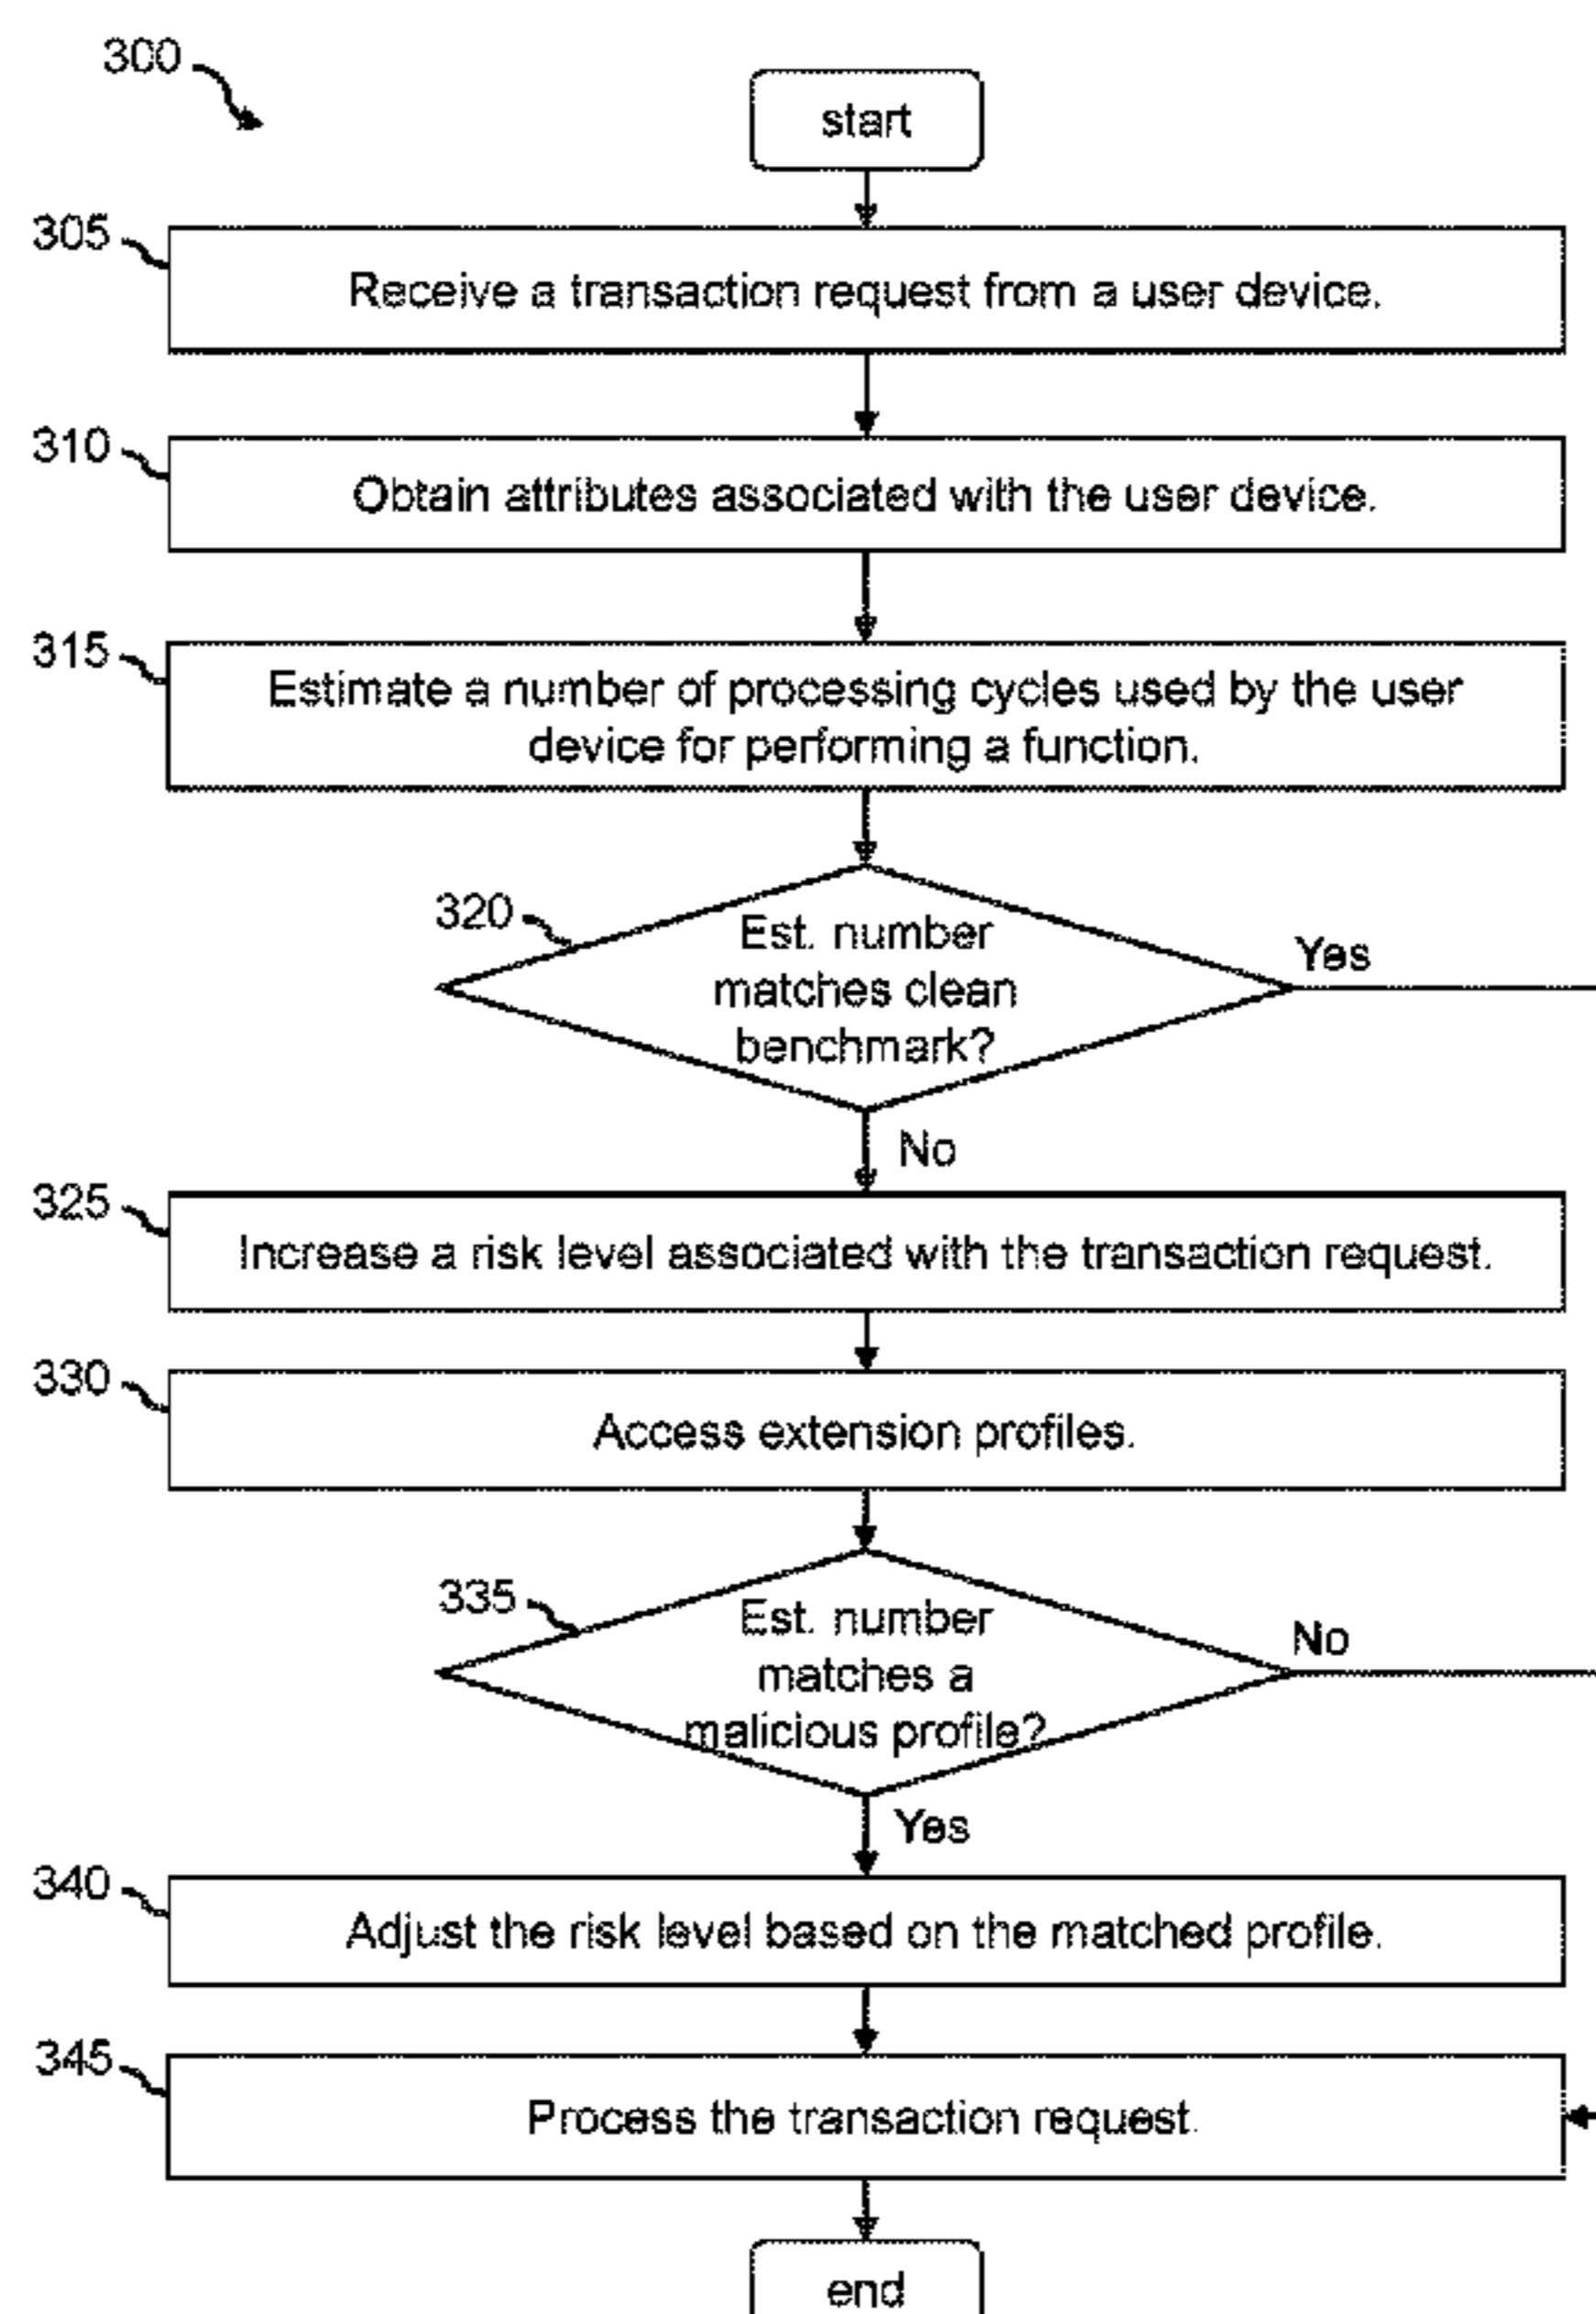 300
start
305
Receive a transaction request from a user device.
310
Obtain attributes associated with the user device.
315
Estimate a number of processing cycles used by the user
device for performing a function.
320
Est. number
matches clean
benchmark?
Yes
No
325
Increase a risk level associated with the transaction request.
330
Access extension profiles.
335
Est. number
matches a
malicious profile?
No
Yes
340
Adjust the risk level based on the matched profile.
345
Process the transaction request.
end